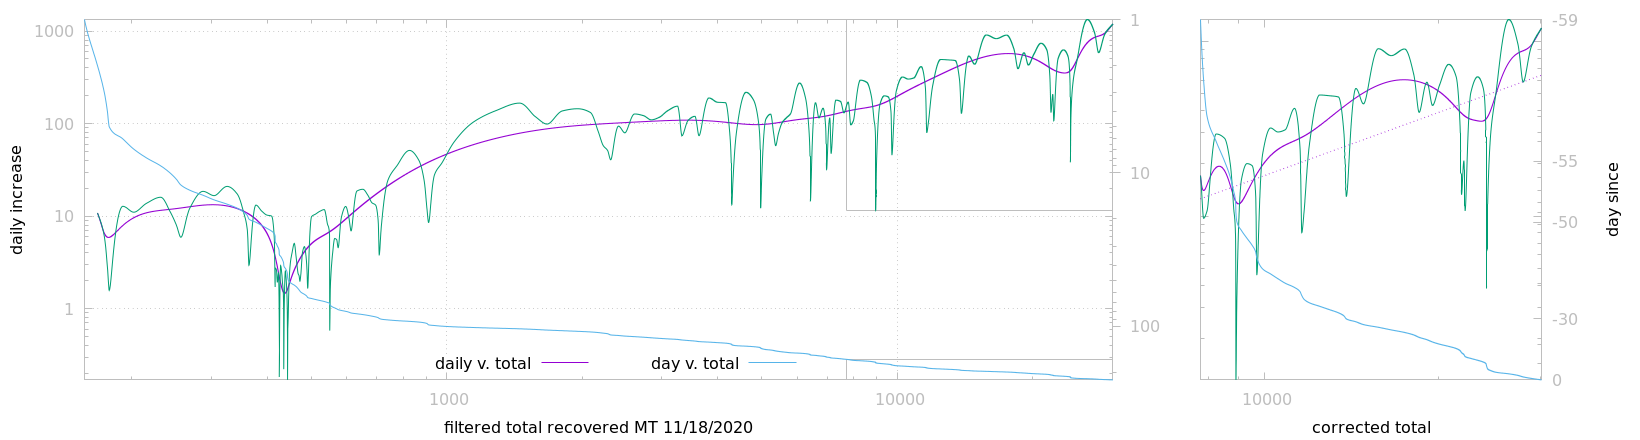 1000
100
10
1
daily increase
1
10
100
daily v. total
day v. total
1000
10000
filtered total recovered MT 11/18/2020
-59
-55
-50
-30
0
day since
10000
corrected total